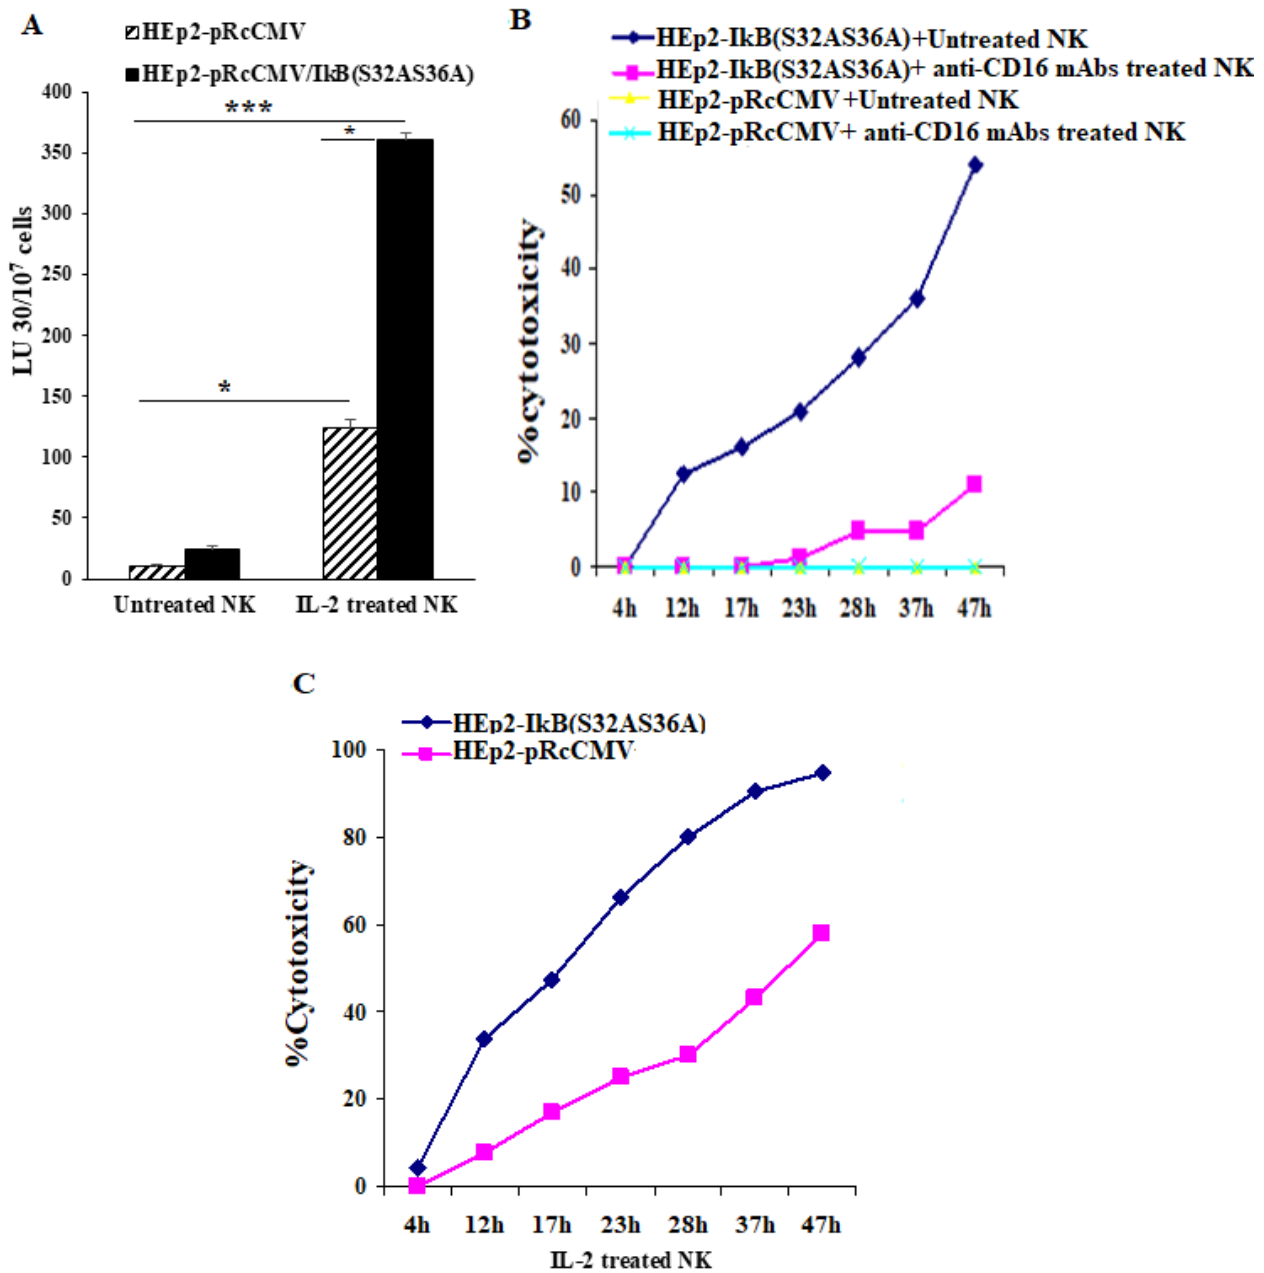 A
HEp2-pRcCMV
HEp2-pRcCMV/IkB(S32AS36A)
400
350
300
250
200
150
100
50
0
***
*
*
LU 30/10⁷ cells
Untreated NK
IL-2 treated NK
B
HEp2-IkB(S32AS36A)+Untreated NK
HEp2-IkB(S32AS36A)+ anti-CD16 mAbs treated NK
HEp2-pRcCMV +Untreated NK
HEp2-pRcCMV+ anti-CD16 mAbs treated NK
60
50
40
30
20
10
0
%cytotoxicity
4h 12h 17h 23h 28h 37h 47h
C
HEp2-IkB(S32AS36A)
HEp2-pRcCMV
100
80
60
40
20
0
%Cytotoxicity
4h 12h 17h 23h 28h 37h 47h
IL-2 treated NK